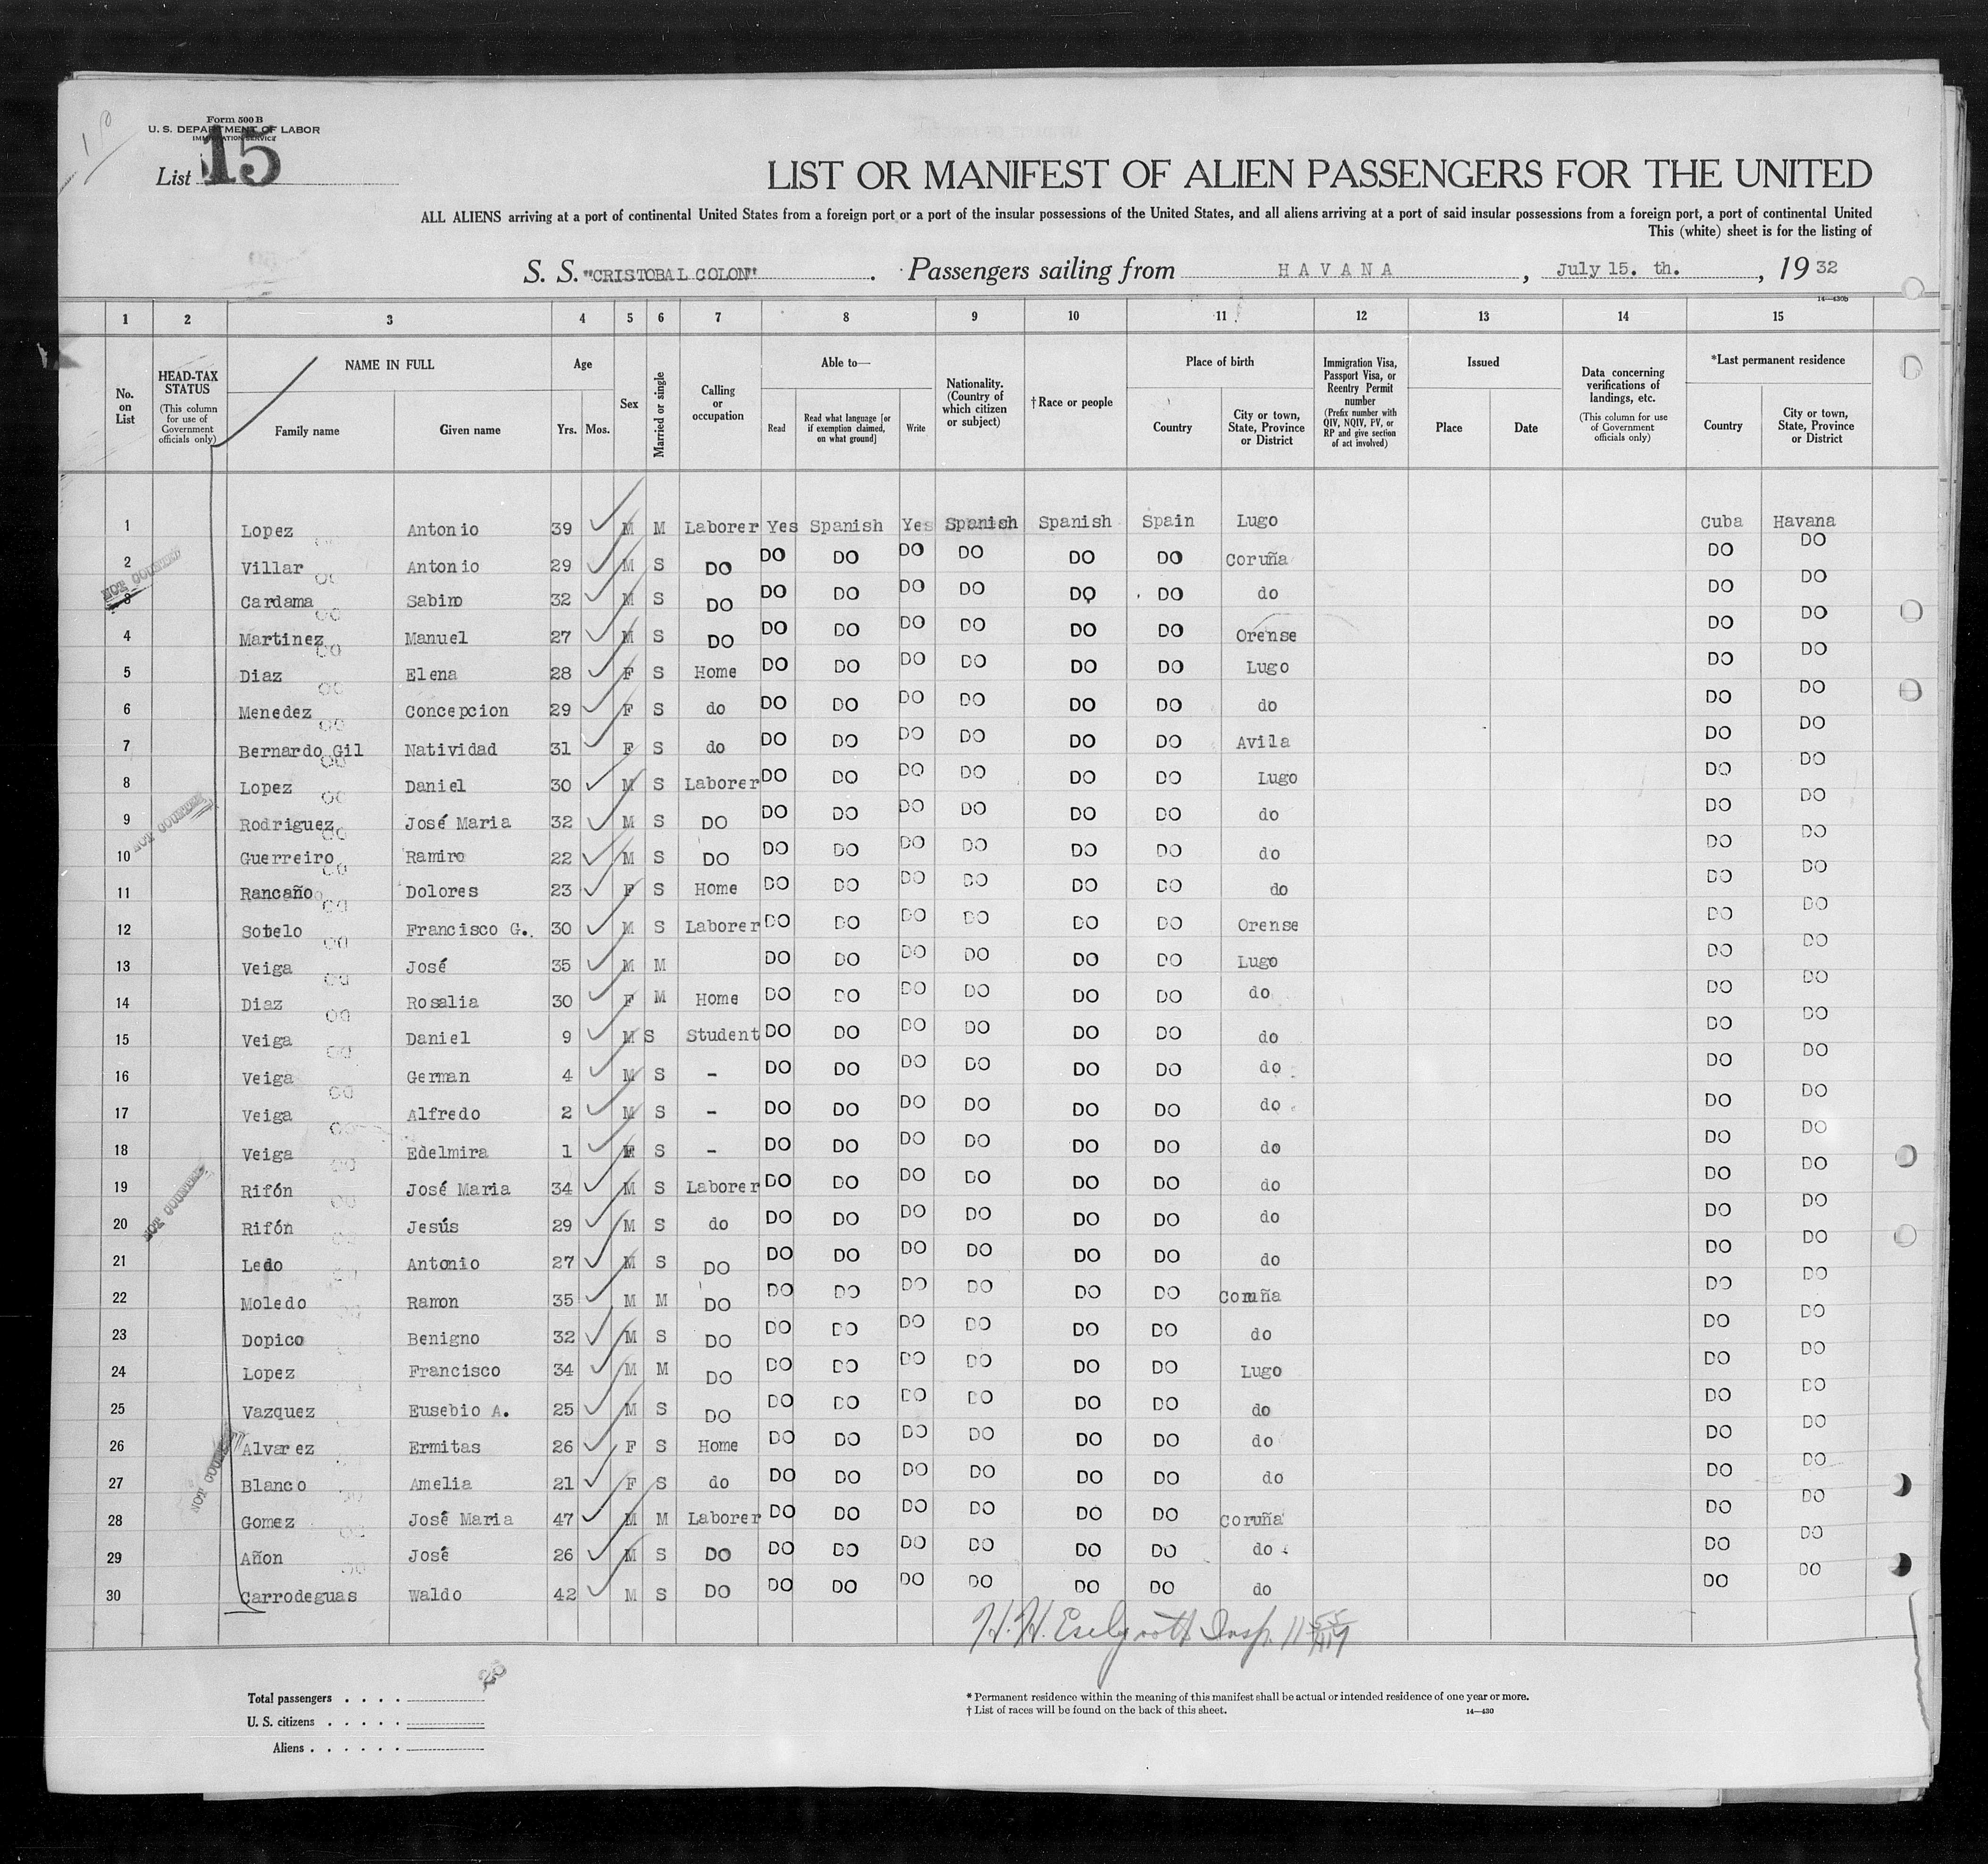 Form 500 B
U. S. DEPARTMENT OF LABOR
IMMIGRATION SERVICE
List 15
LIST OR MANIFEST OF ALIEN PASSENGERS FOR THE UNITED
ALL ALIENS arriving at a port of continental United States from a foreign port or a port of the insular possessions of the United States, and all aliens arriving at a port of said insular possessions from a foreign port, a port of continental United
This (white) sheet is for the listing of
S. S. "CRISTOBAL COLON". Passengers sailing from HAVANA, July 15. th., 19 32
14—430b
1 2 3 4 5 6 7 8 9 10 11 12 13 14 15
No. on List
HEAD-TAX STATUS (This column for use of Government officials only)
NAME IN FULL
Family name Given name
Age
Yrs. Mos.
Sex
Married or single
Calling or occupation
Able to—
Read Read what language [or if exemption claimed, on what ground] Write
Nationality. (Country of which citizen or subject)
†Race or people
Place of birth
Country City or town, State, Province or District
Immigration Visa, Passport Visa, or Reentry Permit number (Prefix number with QIV, NQIV, PV, or RP and give section of act involved)
Issued
Place Date
Data concerning verifications of landings, etc. (This column for use of Government officials only)
*Last permanent residence
Country City or town, State, Province or District
1 Lopez Antonio 39 M M Laborer Yes Spanish Yes Spanish Spanish Spain Lugo Cuba Havana
2 Villar Antonio 29 M S DO DO DO DO DO DO DO Coruña DO DO
NOT COUNTED
3 Cardama Sabino 32 M S DO DO DO DO DO DO DO do DO DO
4 Martinez Manuel 27 M S DO DO DO DO DO DO DO Orense DO DO
5 Diaz Elena 28 F S Home DO DO DO DO DO DO Lugo DO DO
6 Menedez Concepcion 29 F S do DO DO DO DO DO DO do DO DO
7 Bernardo Gil Natividad 31 F S do DO DO DO DO DO DO Avila DO DO
8 Lopez Daniel 30 M S Laborer DO DO DO DO DO DO Lugo DO DO
NOT COUNTED
9 Rodriguez José Maria 32 M S DO DO DO DO DO DO DO do DO DO
10 Guerreiro Ramiro 22 M S DO DO DO DO DO DO DO do DO DO
11 Rancaño Dolores 23 F S Home DO DO DO DO DO DO do DO DO
12 Sotelo Francisco G. 30 M S Laborer DO DO DO DO DO DO Orense DO DO
13 Veiga José 35 M M DO DO DO DO DO DO Lugo DO DO
14 Diaz Rosalia 30 F M Home DO DO DO DO DO DO do DO DO
15 Veiga Daniel 9 M S Student DO DO DO DO DO DO do DO DO
16 Veiga German 4 M S - DO DO DO DO DO DO do DO DO
17 Veiga Alfredo 2 M S - DO DO DO DO DO DO do DO DO
18 Veiga Edelmira 1 F S - DO DO DO DO DO DO do DO DO
NOT COUNTED
19 Rifón José Maria 34 M S Laborer DO DO DO DO DO DO do DO DO
20 Rifón Jesús 29 M S do DO DO DO DO DO DO do DO DO
21 Ledo Antonio 27 M S DO DO DO DO DO DO DO do DO DO
22 Moledo Ramon 35 M M DO DO DO DO DO DO DO Coruña DO DO
23 Dopico Benigno 32 M S DO DO DO DO DO DO DO do DO DO
24 Lopez Francisco 34 M M DO DO DO DO DO DO DO Lugo DO DO
25 Vazquez Eusebio A. 25 M S DO DO DO DO DO DO DO do DO DO
26 Alvarez Ermitas 26 F S Home DO DO DO DO DO DO do DO DO
NOT COUNTED
27 Blanco Amelia 21 F S do DO DO DO DO DO DO do DO DO
28 Gomez José Maria 47 M M Laborer DO DO DO DO DO DO Coruña DO DO
29 Añon José 26 M S DO DO DO DO DO DO DO do DO DO
30 Carrodeguas Waldo 42 M S DO DO DO DO DO DO DO do DO DO
H. H. Insp. 11
Total passengers
U. S. citizens
Aliens
* Permanent residence within the meaning of this manifest shall be actual or intended residence of one year or more.
† List of races will be found on the back of this sheet. 14—430